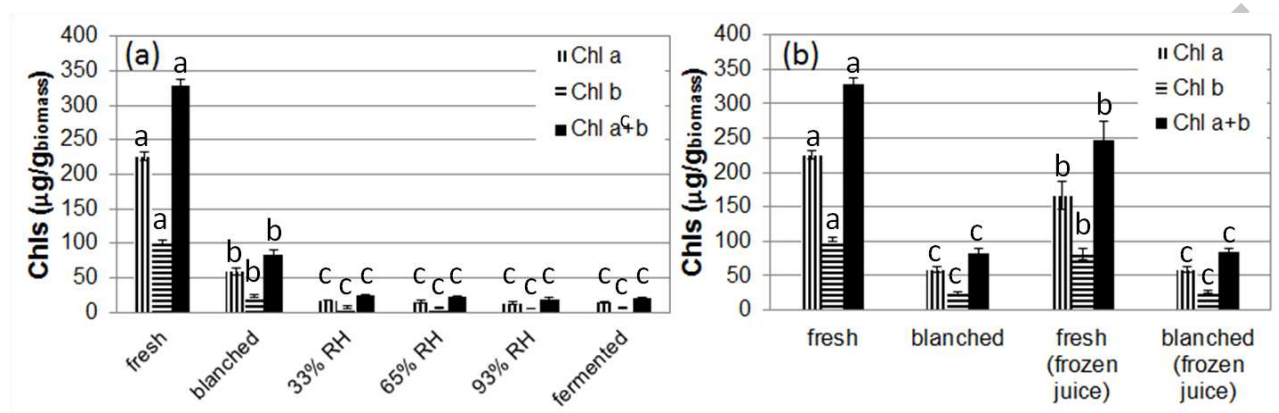 (a)
Chls (µg/gbiomass)
400
350
300
250
200
150
100
50
0
Chl a
Chl b
Chl a+b
c
a
a
a
b
b
b
c
c
c
c
c
c
c
c
c
c
c
c
fresh
blanched
33% RH
65% RH
93% RH
fermented
(b)
Chls (µg/gbiomass)
400
350
300
250
200
150
100
50
0
Chl a
Chl b
Chl a+b
a
a
a
c
c
c
b
b
b
c
c
c
fresh
blanched
fresh
(frozen
juice)
blanched
(frozen
juice)